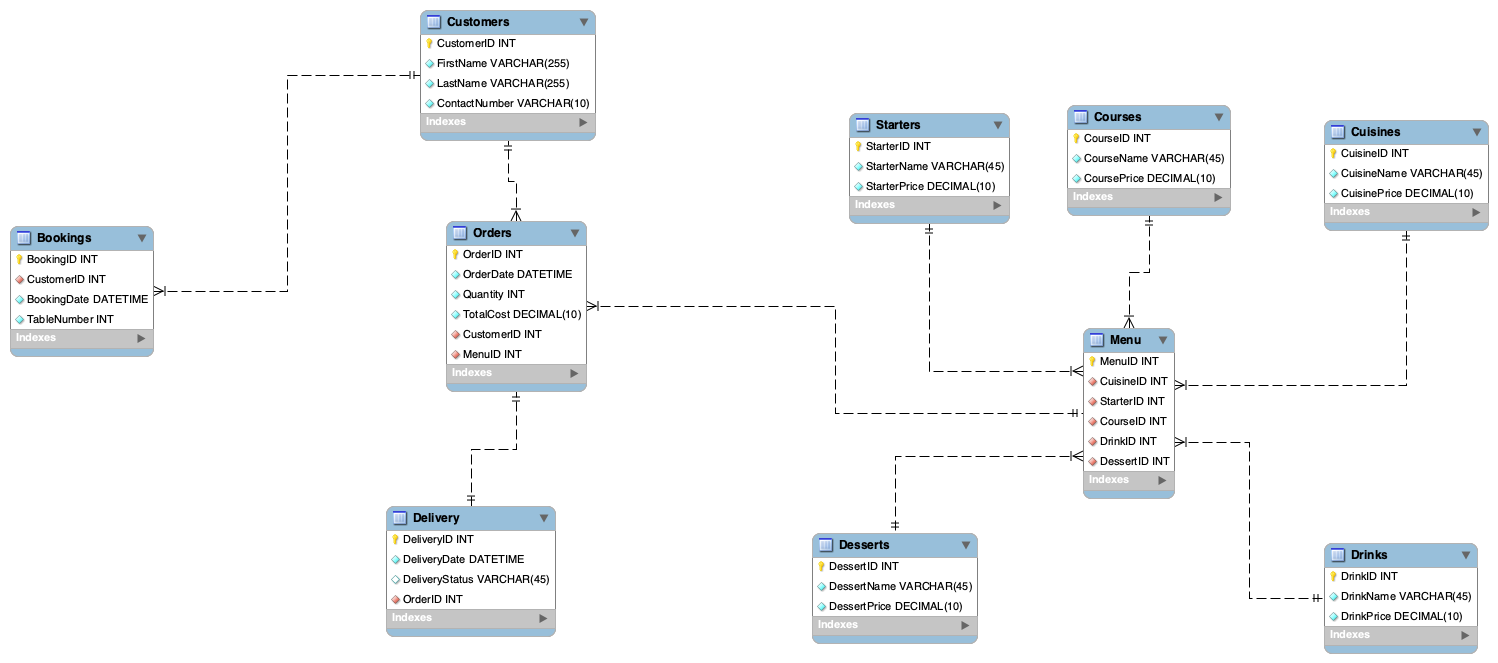 Customers
CustomerID INT
FirstName VARCHAR(255)
LastName VARCHAR(255)
ContactNumber VARCHAR(10)
Indexes
Starters
StarterID INT
StarterName VARCHAR(45)
StarterPrice DECIMAL(10)
Indexes
Courses
CourseID INT
CourseName VARCHAR(45)
CoursePrice DECIMAL(10)
Indexes
Cuisines
CuisineID INT
CuisineName VARCHAR(45)
CuisinePrice DECIMAL(10)
Indexes
Bookings
BookingID INT
CustomerID INT
BookingDate DATETIME
TableNumber INT
Indexes
Orders
OrderID INT
OrderDate DATETIME
Quantity INT
TotalCost DECIMAL(10)
CustomerID INT
MenuID INT
Indexes
Menu
MenuID INT
CuisineID INT
StarterID INT
CourseID INT
DrinkID INT
DessertID INT
Indexes
Delivery
DeliveryID INT
DeliveryDate DATETIME
DeliveryStatus VARCHAR(45)
OrderID INT
Indexes
Desserts
DessertID INT
DessertName VARCHAR(45)
DessertPrice DECIMAL(10)
Indexes
Drinks
DrinkID INT
DrinkName VARCHAR(45)
DrinkPrice DECIMAL(10)
Indexes